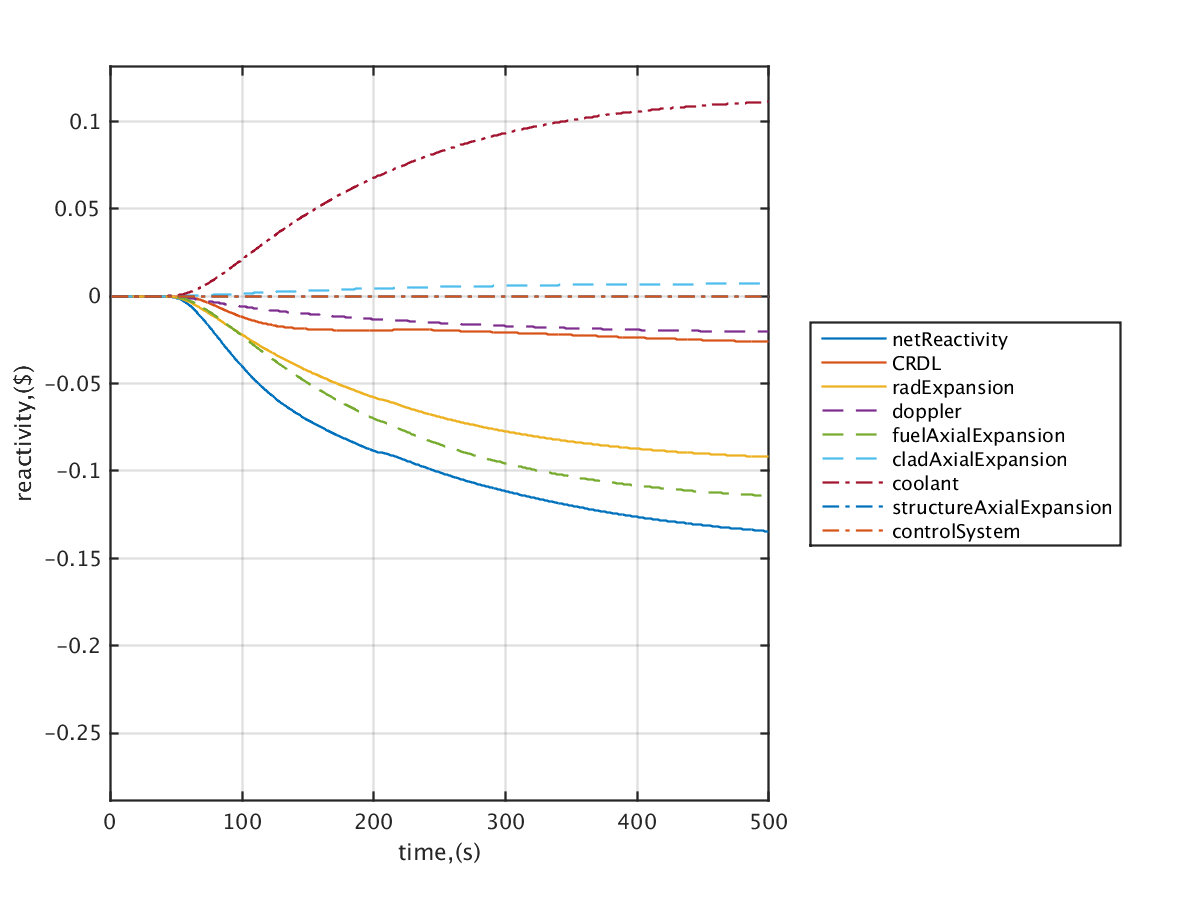 0.1
0.05
0
-0.05
-0.1
-0.15
-0.2
-0.25
reactivity,($)
0 100 200 300 400 500
time,(s)
netReactivity
CRDL
radExpansion
doppler
fuelAxialExpansion
cladAxialExpansion
coolant
structureAxialExpansion
controlSystem